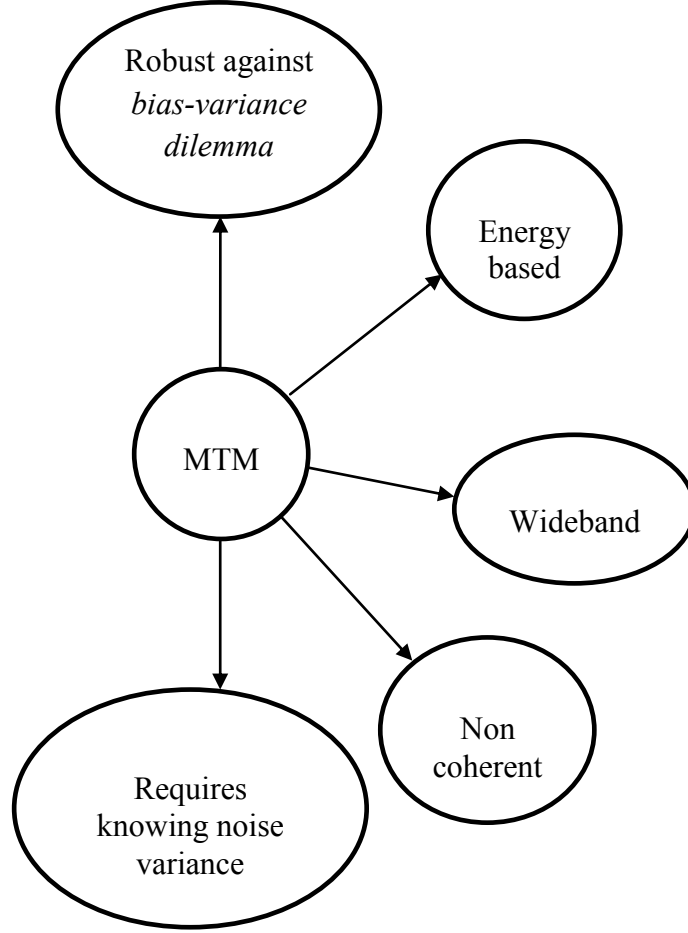 Robust against
bias-variance
dilemma
Energy
based
MTM
Wideband
Non
coherent
Requires
knowing noise
variance